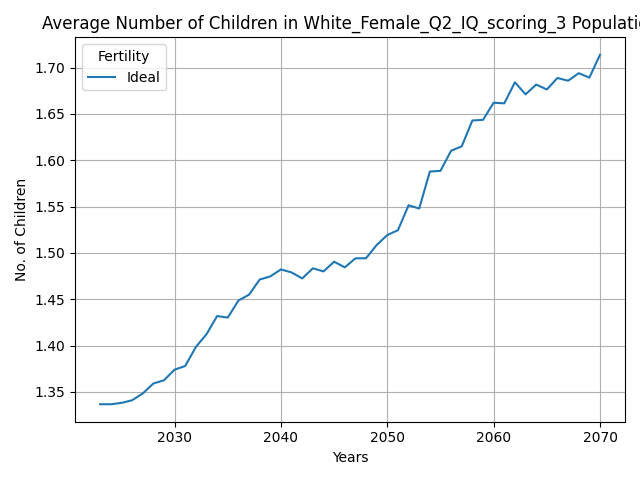 Average Number of Children in White_Female_Q2_IQ_scoring_3 Populatio
Fertility
Ideal
No. of Children
1.70
1.65
1.60
1.55
1.50
1.45
1.40
1.35
2030 2040 2050 2060 2070
Years